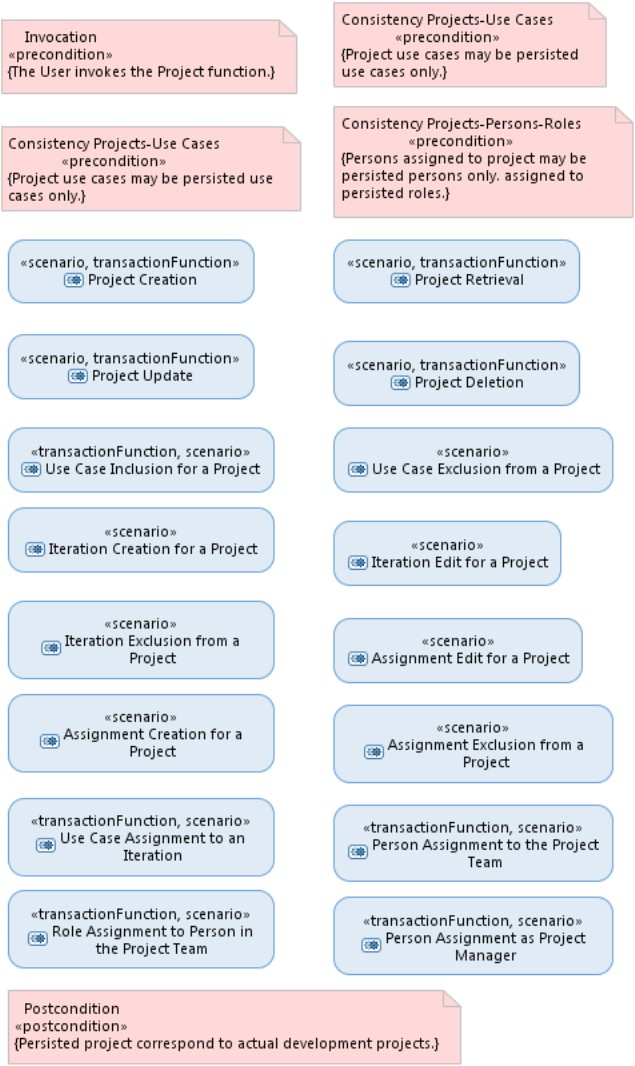 Invocation
«precondition»
{The User invokes the Project function.}
Consistency Projects-Use Cases
«precondition»
{Project use cases may be persisted
use cases only.}
Consistency Projects-Use Cases
«precondition»
{Project use cases may be persisted use
cases only.}
Consistency Projects-Persons-Roles
«precondition»
{Persons assigned to project may be
persisted persons only. assigned to
persisted roles.}
«scenario, transactionFunction»
Project Creation
«scenario, transactionFunction»
Project Retrieval
«scenario, transactionFunction»
Project Update
«scenario, transactionFunction»
Project Deletion
«transactionFunction, scenario»
Use Case Inclusion for a Project
«scenario»
Use Case Exclusion from a Project
«scenario»
Iteration Creation for a Project
«scenario»
Iteration Edit for a Project
«scenario»
Iteration Exclusion from a
Project
«scenario»
Assignment Edit for a Project
«scenario»
Assignment Creation for a
Project
«scenario»
Assignment Exclusion from a
Project
«transactionFunction, scenario»
Use Case Assignment to an
Iteration
«transactionFunction, scenario»
Person Assignment to the Project
Team
«transactionFunction, scenario»
Role Assignment to Person in
the Project Team
«transactionFunction, scenario»
Person Assignment as Project
Manager
Postcondition
«postcondition»
{Persisted project correspond to actual development projects.}